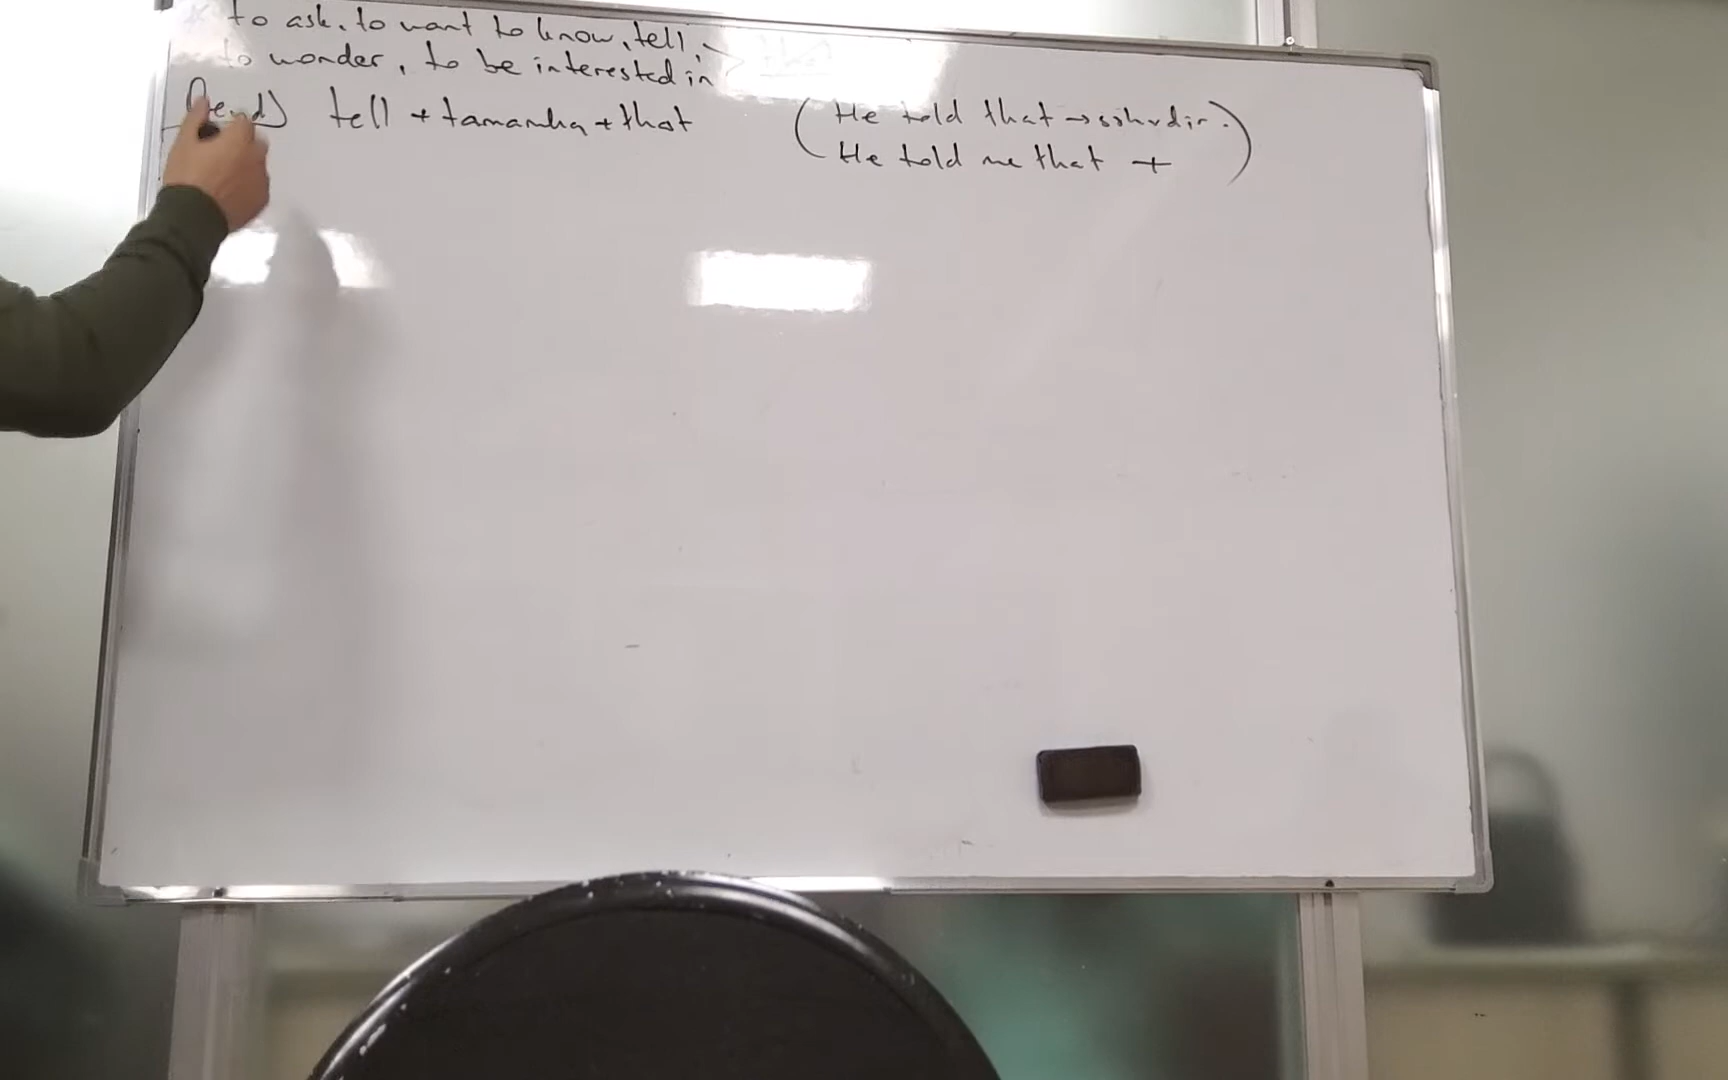 to ask, to want to know, tell,
to wonder, to be interested in
tell + tamamlıq + that
(He told that → səhvdir.)
He told me that +